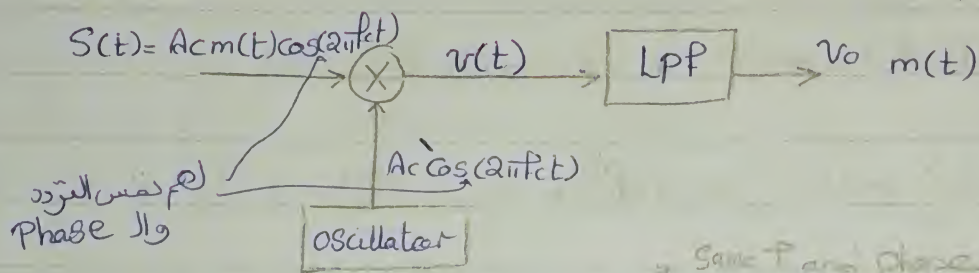 S(t)= Acm(t)cos(2πfct)
X
v(t)
Lpf
Vo m(t)
Ac`cos(2πfct)
لهم نفس التردد
والـ Phase
oscillator
Same f and phase